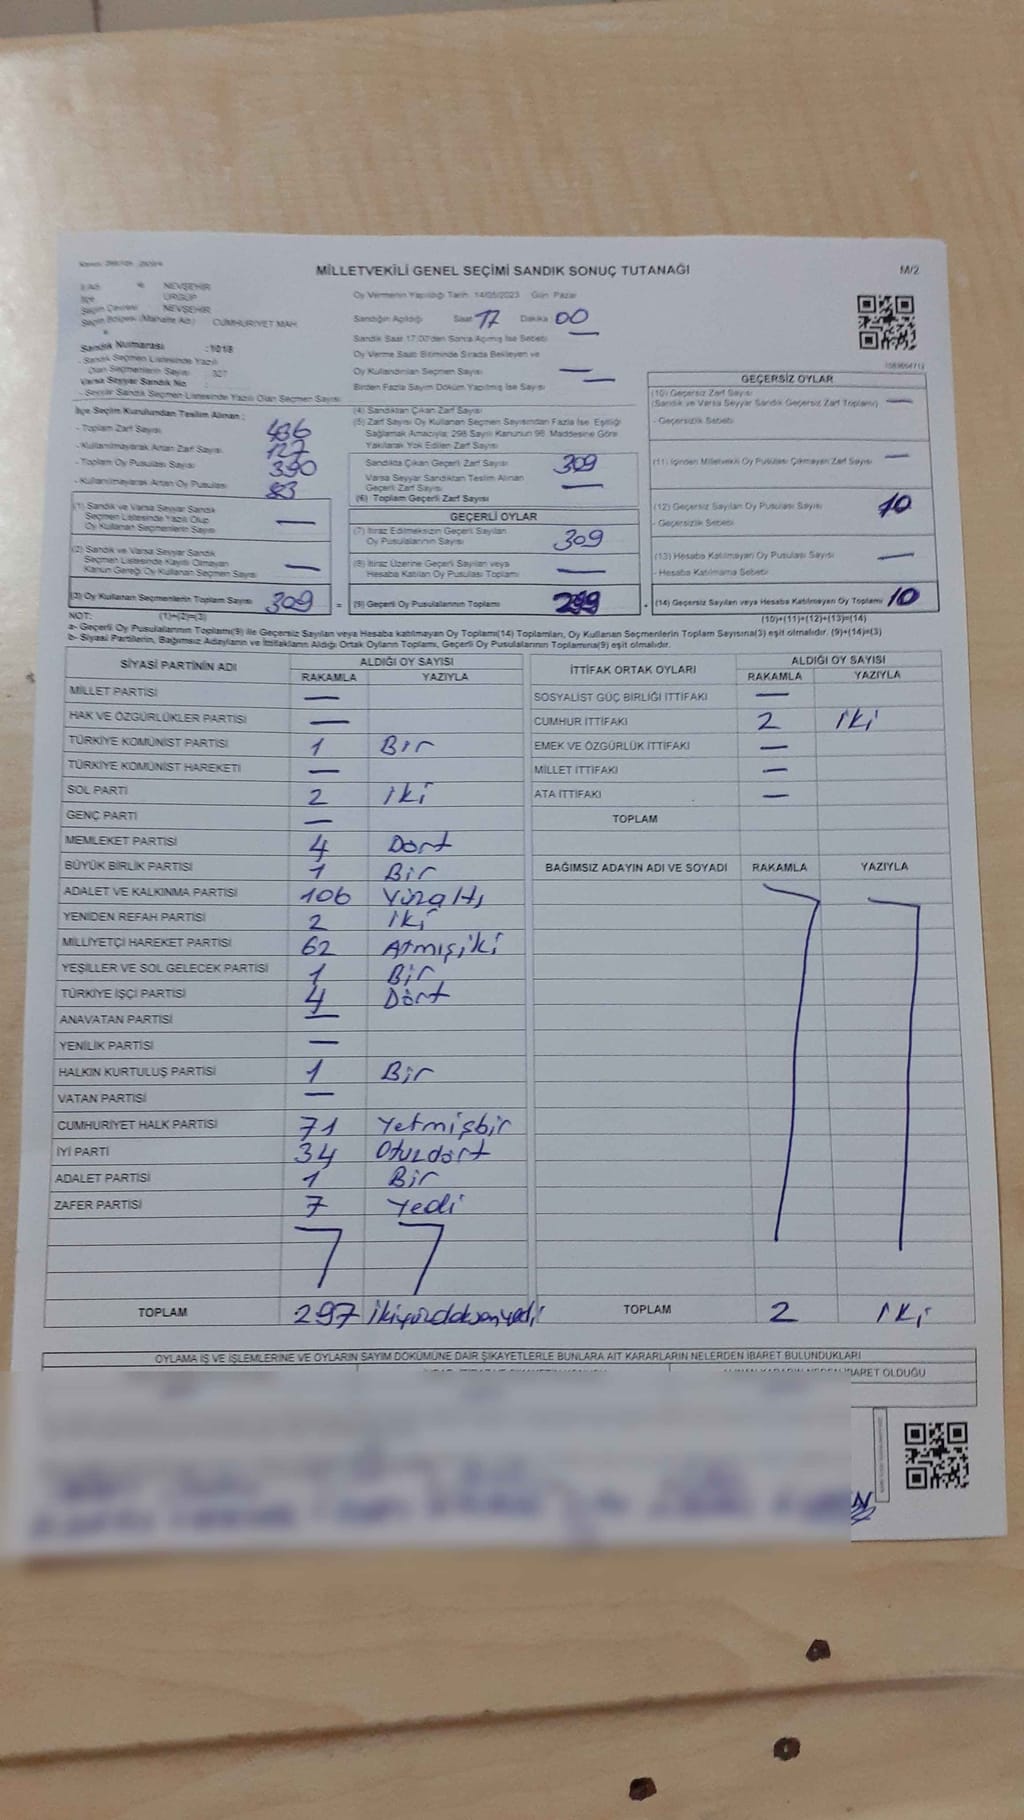 MİLLETVEKİLİ GENEL SEÇİMİ SANDIK SONUÇ TUTANAĞI
M/2
NEVŞEHİR
İlçe ÜRGÜP
Seçim Çevresi NEVŞEHİR
Seçim Bölgesi (Mahalle Adı) CUMHURİYET MAH
Sandık Numarası :1018
- Sandık Seçmen Listesinde Yazılı
Olan Seçmenlerin Sayısı 327
Varsa Seyyar Sandık No
- Seyyar Sandık Seçmen Listesinde Yazılı Olan Seçmen Sayısı
Oy Vermenin Yapıldığı Tarih: 14/05/2023 Gün: Pazar
Sandığın Açıldığı Saat 17 Dakika 00
Sandık Saat 17:00'den Sonra Açılmış İse Sebebi —
Oy Verme Saati Bitiminde Sırada Bekleyen ve
Oy Kullandırılan Seçmen Sayısı —
Birden Fazla Sayım Döküm Yapılmış İse Sayısı —
İlçe Seçim Kurulundan Teslim Alınan :
- Toplam Zarf Sayısı 436
- Kullanılmayarak Artan Zarf Sayısı 127
- Toplam Oy Pusulası Sayısı 390
- Kullanılmayarak Artan Oy Pusulası
(1) Sandık ve Varsa Seyyar Sandık
Seçmen Listesinde Yazılı Olup —
Oy Kullanan Seçmenlerin Sayısı
(2) Sandık ve Varsa Seyyar Sandık
Seçmen Listesinde Kayıtlı Olmayan —
Kanun Gereği Oy Kullanan Seçmen Sayısı
(3) Oy Kullanan Seçmenlerin Toplam Sayısı 309 =
(4) Sandıktan Çıkan Zarf Sayısı
(5) Zarf Sayısı Oy Kullanan Seçmen Sayısından Fazla İse, Eşitliği
Sağlamak Amacıyla, 298 Sayılı Kanunun 98. Maddesine Göre
Yakılarak Yok Edilen Zarf Sayısı
Sandıkta Çıkan Geçerli Zarf Sayısı 309
Varsa Seyyar Sandıktan Teslim Alınan
Geçerli Zarf Sayısı —
(6) Toplam Geçerli Zarf Sayısı
GEÇERLİ OYLAR
(7) İtiraz Edilmeksizin Geçerli Sayılan
Oy Pusulalarının Sayısı 309
(8) İtiraz Üzerine Geçerli Sayılan veya
Hesaba Katılan Oy Pusulası Toplamı —
(9) Geçerli Oy Pusulalarının Toplamı 299
GEÇERSİZ OYLAR
(10) Geçersiz Zarf Sayısı —
(Sandık ve Varsa Seyyar Sandık Geçersiz Zarf Toplamı)
- Geçersizlik Sebebi
(11) İçinden Milletvekili Oy Pusulası Çıkmayan Zarf Sayısı —
(12) Geçersiz Sayılan Oy Pusulası Sayısı 10
- Geçersizlik Sebebi
(13) Hesaba Katılmayan Oy Pusulası Sayısı —
- Hesaba Katılmama Sebebi
(14) Geçersiz Sayılan veya Hesaba Katılmayan Oy Toplamı 10
NOT: (1)+(2)=(3) (10)+(11)+(12)+(13)=(14)
a- Geçerli Oy Pusulalarının Toplamı(9) ile Geçersiz Sayılan veya Hesaba katılmayan Oy Toplamı(14) Toplamları, Oy Kullanan Seçmenlerin Toplam Sayısına(3) eşit olmalıdır. (9)+(14)=(3)
b- Siyasi Partilerin, Bağımsız Adayların ve İttifakların Aldığı Ortak Oyların Toplamı, Geçerli Oy Pusulalarının Toplamına(9) eşit olmalıdır.
SİYASİ PARTİNİN ADI ALDIĞI OY SAYISI
RAKAMLA YAZIYLA
MİLLET PARTİSİ —
HAK VE ÖZGÜRLÜKLER PARTİSİ —
TÜRKİYE KOMÜNİST PARTİSİ 1 Bir
TÜRKİYE KOMÜNİST HAREKETİ —
SOL PARTİ 2 iki
GENÇ PARTİ —
MEMLEKET PARTİSİ 4 Dört
BÜYÜK BİRLİK PARTİSİ 1 Bir
ADALET VE KALKINMA PARTİSİ 106 Yüzaltı
YENİDEN REFAH PARTİSİ 2 iki
MİLLİYETÇİ HAREKET PARTİSİ 62 Atmışiki
YEŞİLLER VE SOL GELECEK PARTİSİ 1 Bir
TÜRKİYE İŞÇİ PARTİSİ 4 Dört
ANAVATAN PARTİSİ —
YENİLİK PARTİSİ —
HALKIN KURTULUŞ PARTİSİ 1 Bir
VATAN PARTİSİ —
CUMHURİYET HALK PARTİSİ 71 Yetmişbir
İYİ PARTİ 34 Otuzdört
ADALET PARTİSİ 1 Bir
ZAFER PARTİSİ 7 Yedi
TOPLAM 297 ikiyüzdoksanyedi
İTTİFAK ORTAK OYLARI ALDIĞI OY SAYISI
RAKAMLA YAZIYLA
SOSYALİST GÜÇ BİRLİĞİ İTTİFAKI —
CUMHUR İTTİFAKI 2 iki
EMEK VE ÖZGÜRLÜK İTTİFAKI —
MİLLET İTTİFAKI —
ATA İTTİFAKI —
TOPLAM
BAĞIMSIZ ADAYIN ADI VE SOYADI RAKAMLA YAZIYLA
TOPLAM 2 iki
OYLAMA İŞ VE İŞLEMLERİNE VE OYLARIN SAYIM DÖKÜMÜNE DAİR ŞİKAYETLERLE BUNLARA AİT KARARLARIN NELERDEN İBARET BULUNDUKLARI
İBARET OLDUĞU